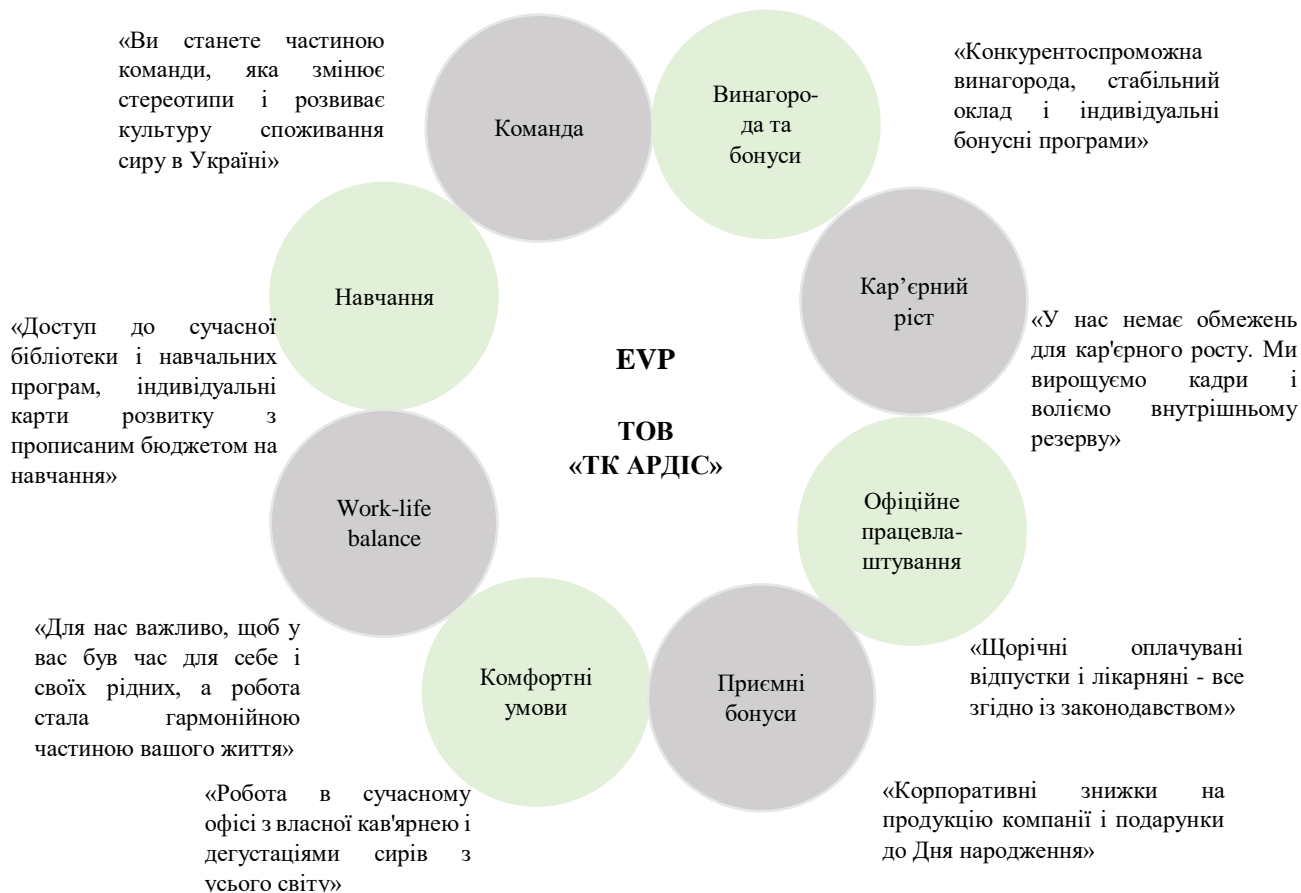 «Ви станете частиною
команди, яка змінює
стереотипи і розвиває
культуру споживання
сиру в Україні»
Команда
Винагоро-
да та
бонуси
«Конкурентоспроможна
винагорода, стабільний
оклад і індивідуальні
бонусні програми»
Навчання
Кар’єрний
ріст
«Доступ до сучасної
бібліотеки і навчальних
програм, індивідуальні
карти розвитку з
прописаним бюджетом на
навчання»
EVP
ТОВ
«ТК АРДІС»
«У нас немає обмежень
для кар'єрного росту. Ми
вирощуємо кадри і
воліємо внутрішньому
резерву»
Work-life
balance
Офіційне
працевла-
штування
«Для нас важливо, щоб у
вас був час для себе і
своїх рідних, а робота
стала гармонійною
частиною вашого життя»
Комфортні
умови
Приємні
бонуси
«Щорічні оплачувані
відпустки і лікарняні - все
згідно із законодавством»
«Робота в сучасному
офісі з власної кав'ярнею і
дегустаціями сирів з
усього світу»
«Корпоративні знижки на
продукцію компанії і подарунки
до Дня народження»